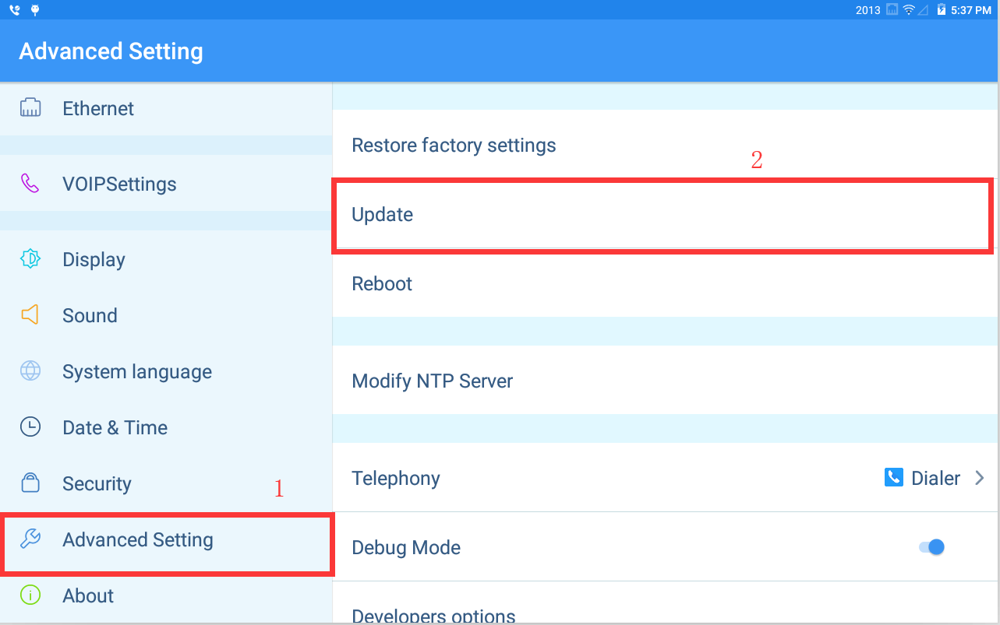 2013 5:37 PM
Advanced Setting
Ethernet
VOIPSettings
Display
Sound
System language
Date & Time
Security
1
Advanced Setting
About
Restore factory settings
2
Update
Reboot
Modify NTP Server
Telephony Dialer
Debug Mode
Developers options